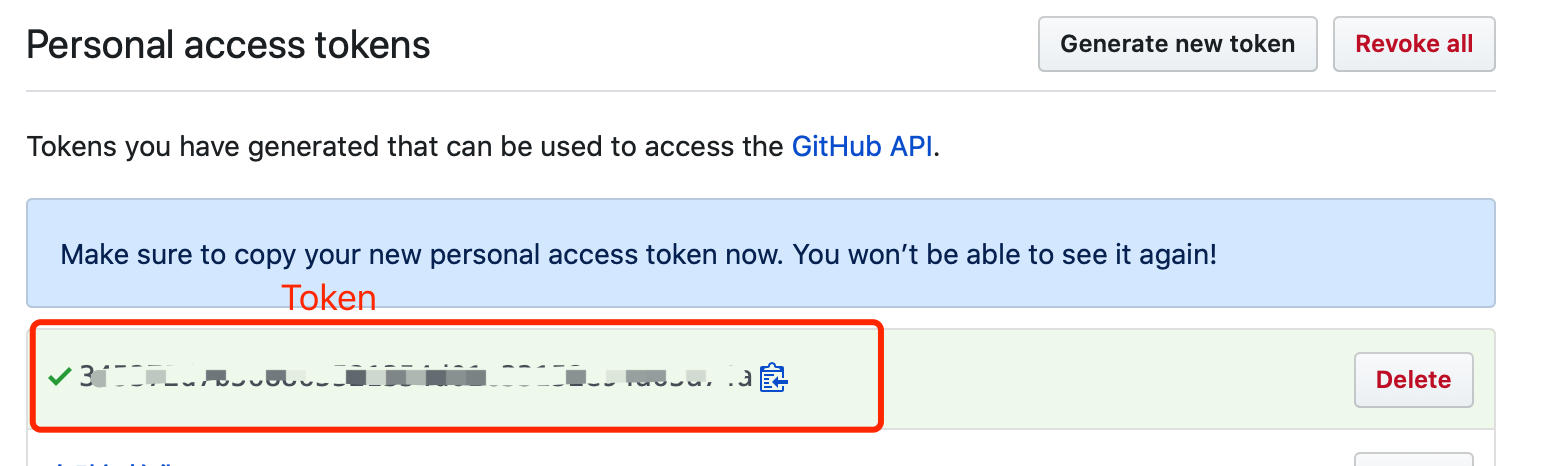 Personal access tokens
Generate new token
Revoke all
Tokens you have generated that can be used to access the GitHub API.
Make sure to copy your new personal access token now. You won’t be able to see it again!
Token
Delete